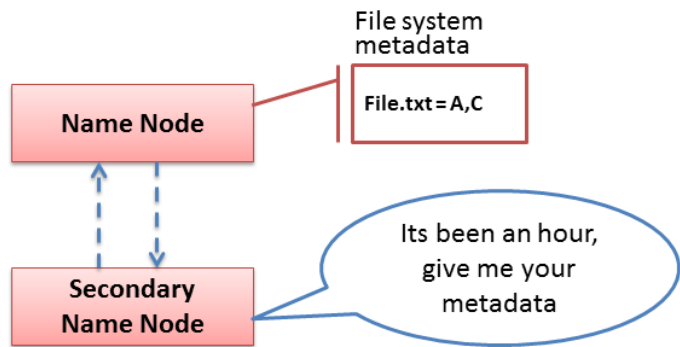 File system
metadata
File.txt = A,C
Name Node
Its been an hour,
give me your
metadata
Secondary
Name Node